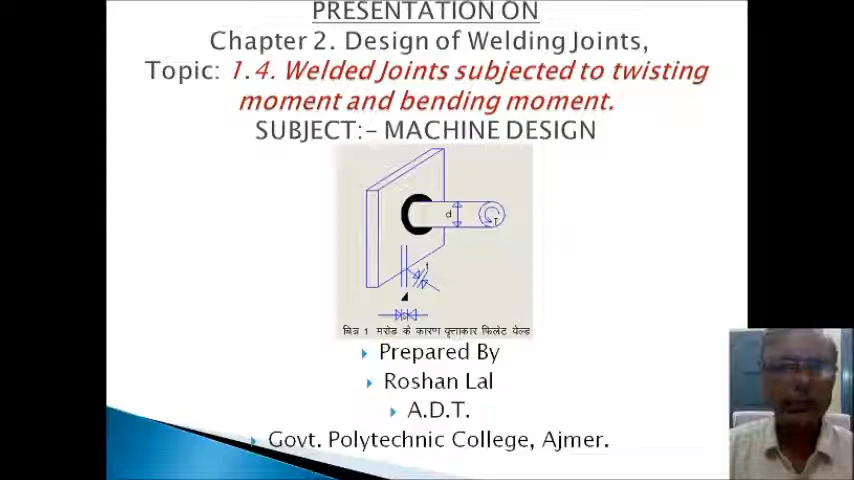 PRESENTATION ON
Chapter 2. Design of Welding Joints,
Topic: 1.4. Welded Joints subjected to twisting
moment and bending moment.
SUBJECT:- MACHINE DESIGN
d
T
t
चित्र 1 मरोड के कारण वृत्ताकार फिलेट वेल्ड
Prepared By
Roshan Lal
A.D.T.
Govt. Polytechnic College, Ajmer.